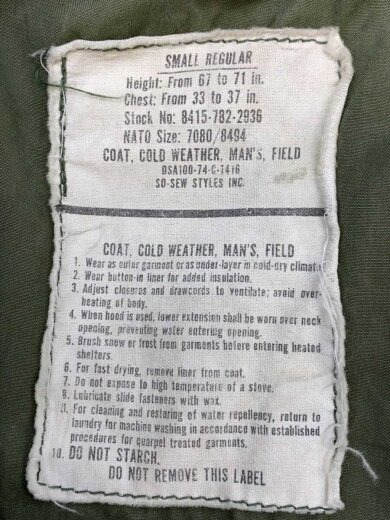 SMALL REGULAR
Height: From 67 to 71 in.
Chest: From 33 to 37 in.
Stock No: 8415-782-2936
NATO Size: 7080/8494
COAT, COLD WEATHER, MAN'S, FIELD
DSA100-74-C-1416
SO-SEW STYLES INC.
COAT, COLD WEATHER, MAN'S, FIELD
1. Wear as outer garment or as under-layer in cold-dry climate
2. Wear button-in liner for added insulation.
3. Adjust closures and drawcords to ventilate; avoid over-
heating of body.
4. When hood is used, lower extension shall be worn over neck
opening, preventing water entering opening.
5. Brush snow or frost from garments before entering heated
shelters.
6. For fast drying, remove liner from coat.
7. Do not expose to high temperature of a stove.
8. Lubricate slide fasteners with wax.
9. For cleaning and restoring of water repellency, return to
laundry for machine washing in accordance with established
procedures for quarpel treated garments.
10. DO NOT STARCH.
DO NOT REMOVE THIS LABEL